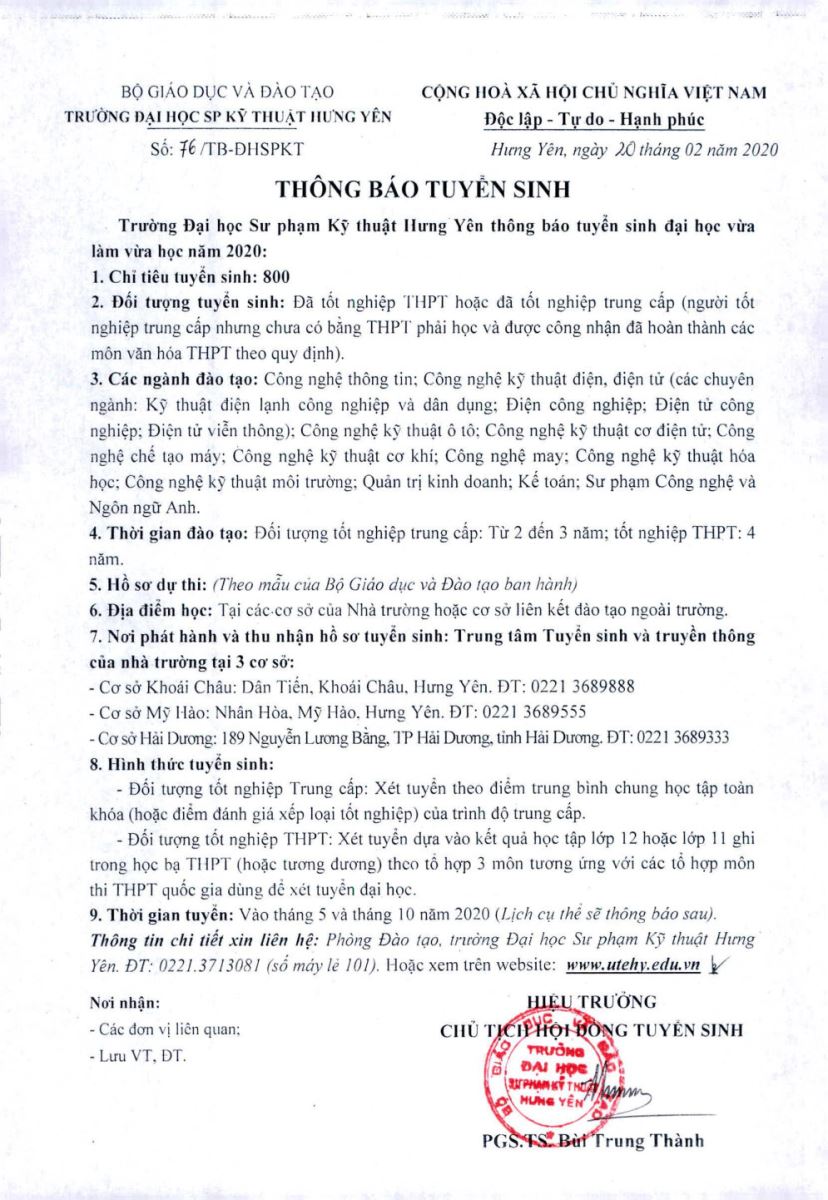 BỘ GIÁO DỤC VÀ ĐÀO TẠO
TRƯỜNG ĐẠI HỌC SP KỸ THUẬT HƯNG YÊN
Số: 76/TB-ĐHSPKT
CỘNG HOÀ XÃ HỘI CHỦ NGHĨA VIỆT NAM
Độc lập - Tự do - Hạnh phúc
Hưng Yên, ngày 20 tháng 02 năm 2020
THÔNG BÁO TUYỂN SINH
Trường Đại học Sư phạm Kỹ thuật Hưng Yên thông báo tuyển sinh đại học vừa
làm vừa học năm 2020:
1. Chỉ tiêu tuyển sinh: 800
2. Đối tượng tuyển sinh: Đã tốt nghiệp THPT hoặc đã tốt nghiệp trung cấp (người tốt
nghiệp trung cấp nhưng chưa có bằng THPT phải học và được công nhận đã hoàn thành các
môn văn hóa THPT theo quy định).
3. Các ngành đào tạo: Công nghệ thông tin; Công nghệ kỹ thuật điện, điện tử (các chuyên
ngành: Kỹ thuật điện lạnh công nghiệp và dân dụng; Điện công nghiệp; Điện tử công
nghiệp; Điện tử viễn thông); Công nghệ kỹ thuật ô tô; Công nghệ kỹ thuật cơ điện tử; Công
nghệ chế tạo máy; Công nghệ kỹ thuật cơ khí; Công nghệ may; Công nghệ kỹ thuật hóa
học; Công nghệ kỹ thuật môi trường; Quản trị kinh doanh; Kế toán; Sư phạm Công nghệ và
Ngôn ngữ Anh.
4. Thời gian đào tạo: Đối tượng tốt nghiệp trung cấp: Từ 2 đến 3 năm; tốt nghiệp THPT: 4
năm.
5. Hồ sơ dự thi: (Theo mẫu của Bộ Giáo dục và Đào tạo ban hành)
6. Địa điểm học: Tại các cơ sở của Nhà trường hoặc cơ sở liên kết đào tạo ngoài trường.
7. Nơi phát hành và thu nhận hồ sơ tuyển sinh: Trung tâm Tuyển sinh và truyền thông
của nhà trường tại 3 cơ sở:
- Cơ sở Khoái Châu: Dân Tiến, Khoái Châu, Hưng Yên. ĐT: 0221 3689888
- Cơ sở Mỹ Hào: Nhân Hòa, Mỹ Hào, Hưng Yên. ĐT: 0221 3689555
- Cơ sở Hải Dương: 189 Nguyễn Lương Bằng, TP Hải Dương, tỉnh Hải Dương. ĐT: 0221 3689333
8. Hình thức tuyển sinh:
- Đối tượng tốt nghiệp Trung cấp: Xét tuyển theo điểm trung bình chung học tập toàn
khóa (hoặc điểm đánh giá xếp loại tốt nghiệp) của trình độ trung cấp.
- Đối tượng tốt nghiệp THPT: Xét tuyển dựa vào kết quả học tập lớp 12 hoặc lớp 11 ghi
trong học bạ THPT (hoặc tương đương) theo tổ hợp 3 môn tương ứng với các tổ hợp môn
thi THPT quốc gia dùng để xét tuyển đại học.
9. Thời gian tuyển: Vào tháng 5 và tháng 10 năm 2020 (Lịch cụ thể sẽ thông báo sau).
Thông tin chi tiết xin liên hệ: Phòng Đào tạo, trường Đại học Sư phạm Kỹ thuật Hưng
Yên. ĐT: 0221.3713081 (số máy lẻ 101). Hoặc xem trên website: www.utehy.edu.vn
Nơi nhận:
- Các đơn vị liên quan;
- Lưu VT, ĐT.
HIỆU TRƯỞNG
CHỦ TỊCH HỘI ĐỒNG TUYỂN SINH
BỘ GIÁO DỤC VÀ ĐÀO TẠO
TRƯỜNG
ĐẠI HỌC
SƯ PHẠM KỸ THUẬT
HƯNG YÊN
PGS.TS. Bùi Trung Thành